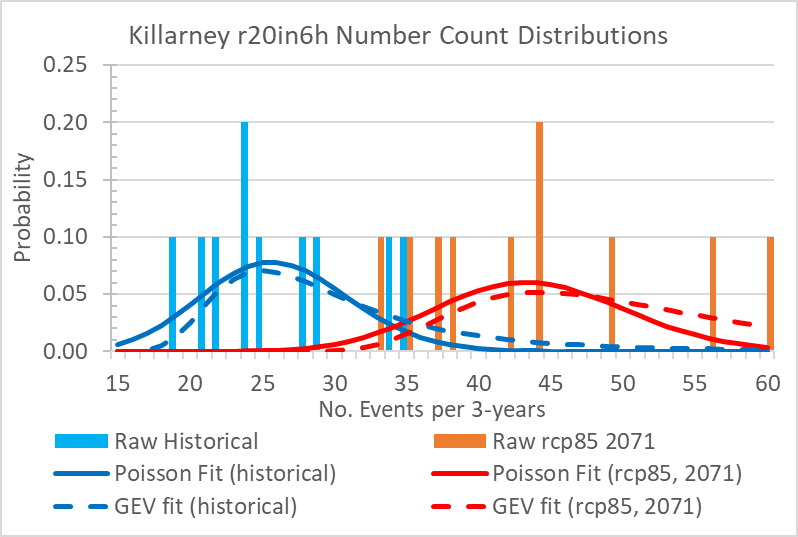 Killarney r20in6h Number Count Distributions
0.25
0.20
0.15
0.10
0.05
0.00
Probability
15 20 25 30 35 40 45 50 55 60
No. Events per 3-years
Raw Historical Raw rcp85 2071
Poisson Fit (historical) Poisson Fit (rcp85, 2071)
GEV fit (historical) GEV fit (rcp85, 2071)